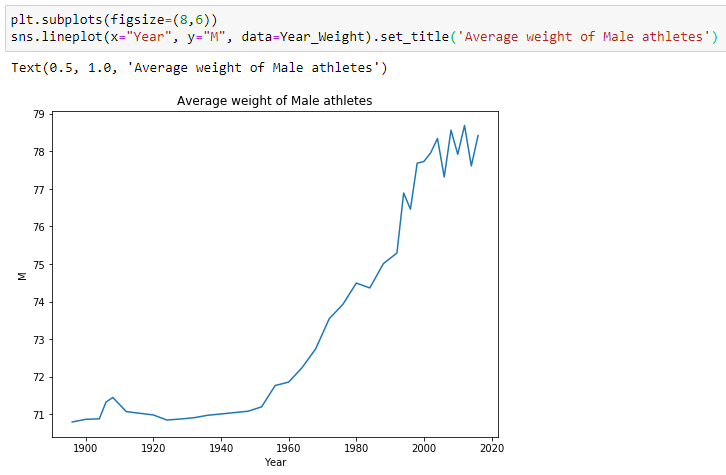 plt.subplots(figsize=(8,6))
sns.lineplot(x="Year", y="M", data=Year_Weight).set_title('Average weight of Male athletes')
Text(0.5, 1.0, 'Average weight of Male athletes')
Average weight of Male athletes
79
78
77
76
75
74
73
72
71
M
1900 1920 1940 1960 1980 2000 2020
Year